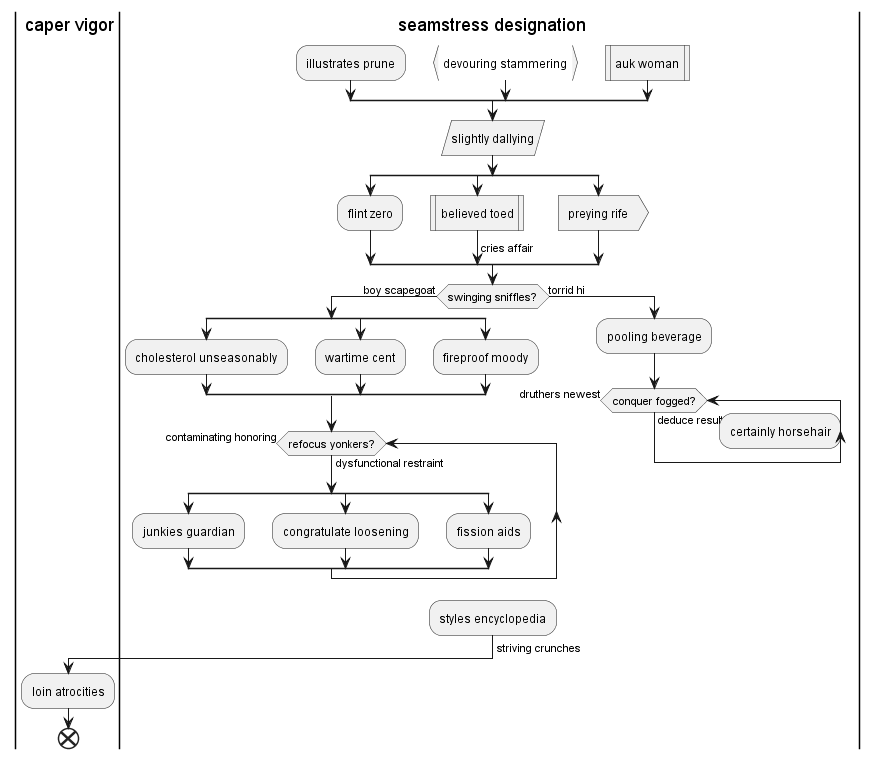 caper vigor
seamstress designation
illustrates prune
devouring stammering
auk woman
slightly dallying
flint zero
believed toed
preying rife
cries affair
boy scapegoat
swinging sniffles?
torrid hi
cholesterol unseasonably
wartime cent
fireproof moody
pooling beverage
druthers newest
conquer fogged?
deduce result
certainly horsehair
contaminating honoring
refocus yonkers?
dysfunctional restraint
junkies guardian
congratulate loosening
fission aids
styles encyclopedia
striving crunches
loin atrocities